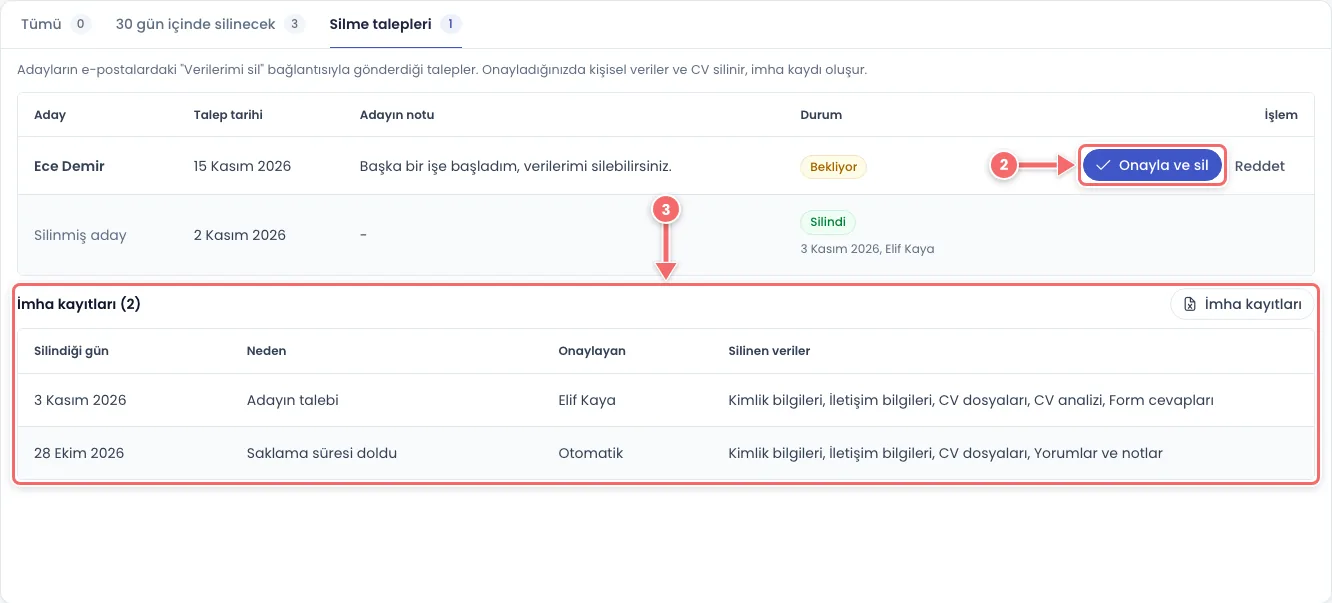 Tümü 0 30 gün içinde silinecek 3 Silme talepleri 1
Adayların e-postalardaki "Verilerimi sil" bağlantısıyla gönderdiği talepler. Onayladığınızda kişisel veriler ve CV silinir, imha kaydı oluşur.
Aday Talep tarihi Adayın notu Durum İşlem
Ece Demir 15 Kasım 2026 Başka bir işe başladım, verilerimi silebilirsiniz. Bekliyor 2 Onayla ve sil Reddet
3
Silinmiş aday 2 Kasım 2026 - Silindi
3 Kasım 2026, Elif Kaya
İmha kayıtları (2) İmha kayıtları
Silindiği gün Neden Onaylayan Silinen veriler
3 Kasım 2026 Adayın talebi Elif Kaya Kimlik bilgileri, İletişim bilgileri, CV dosyaları, CV analizi, Form cevapları
28 Ekim 2026 Saklama süresi doldu Otomatik Kimlik bilgileri, İletişim bilgileri, CV dosyaları, Yorumlar ve notlar